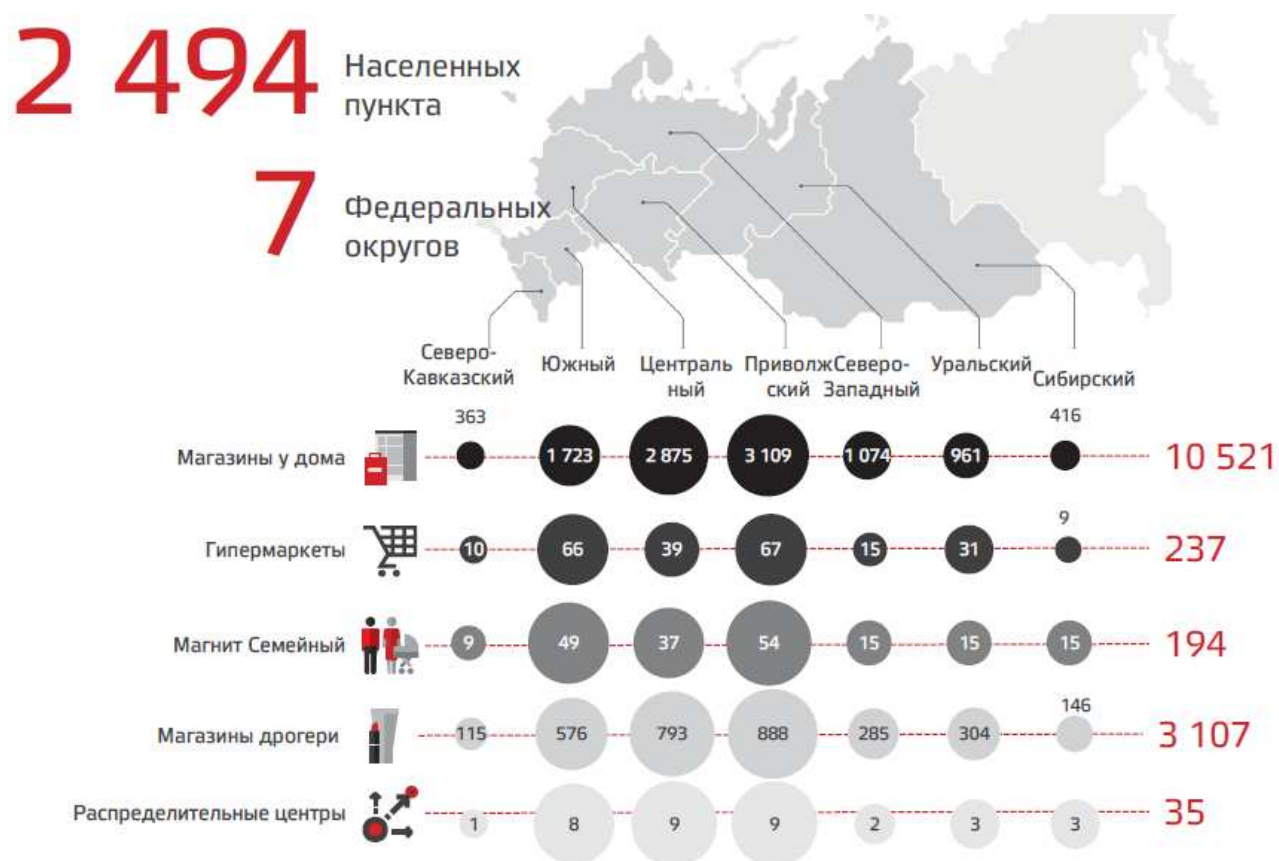 2 494
Населенных
пункта
7
Федеральных
округов
Северо-
Кавказский
Южный
Централь
ный
Приволж
ский
Северо-
Западный
Уральский
Сибирский
Магазины у дома
363
1 723
2 875
3 109
1 074
961
416
10 521
Гипермаркеты
10
66
39
67
15
31
9
237
Магнит Семейный
9
49
37
54
15
15
15
194
Магазины дрогери
115
576
793
888
285
304
146
3 107
Распределительные центры
1
8
9
9
2
3
3
35